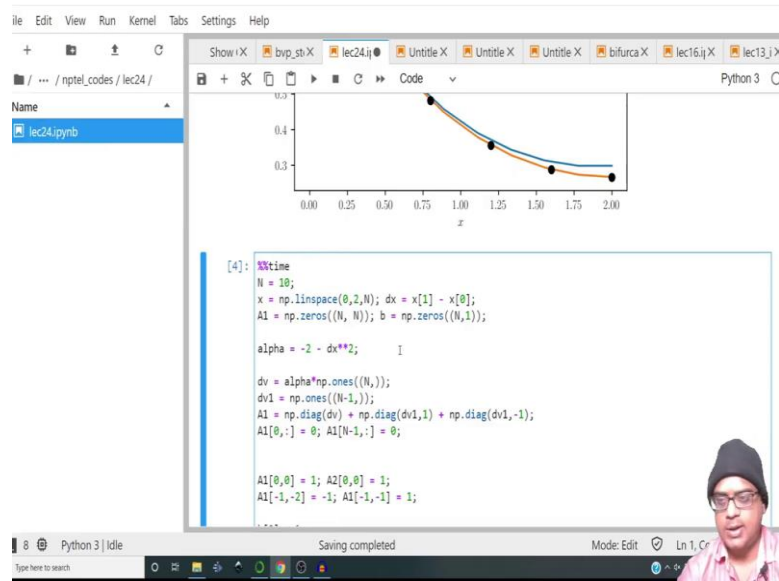 ile Edit View Run Kernel Tabs Settings Help
Show ( X bvp_st( X lec24.i Untitle X Untitle X Untitle X bifurca X lec16.i X lec13_i X
/ ... / nptel_codes / lec24 /
Code Python 3
Name
lec24.ipynb
0.5
0.4
0.3
0.00 0.25 0.50 0.75 1.00 1.25 1.50 1.75 2.00
x
[4]: %%time
N = 10;
x = np.linspace(0,2,N); dx = x[1] - x[0];
A1 = np.zeros((N, N)); b = np.zeros((N,1));
alpha = -2 - dx**2;
dv = alpha*np.ones((N,));
dv1 = np.ones((N-1,));
A1 = np.diag(dv) + np.diag(dv1,1) + np.diag(dv1,-1);
A1[0,:] = 0; A1[N-1,:] = 0;
A1[0,0] = 1; A2[0,0] = 1;
A1[-1,-2] = -1; A1[-1,-1] = 1;
8 Python 3 | Idle Saving completed Mode: Edit Ln 1, C
Type here to search